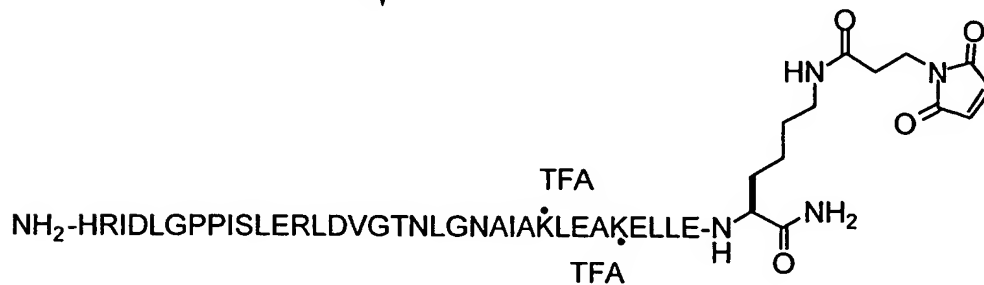 O
O
HN N
O
TFA
NH₂-HRIDLGPPISLERLDVGTNLGNAIAKLEAKELLE-N NH₂
H O
TFA